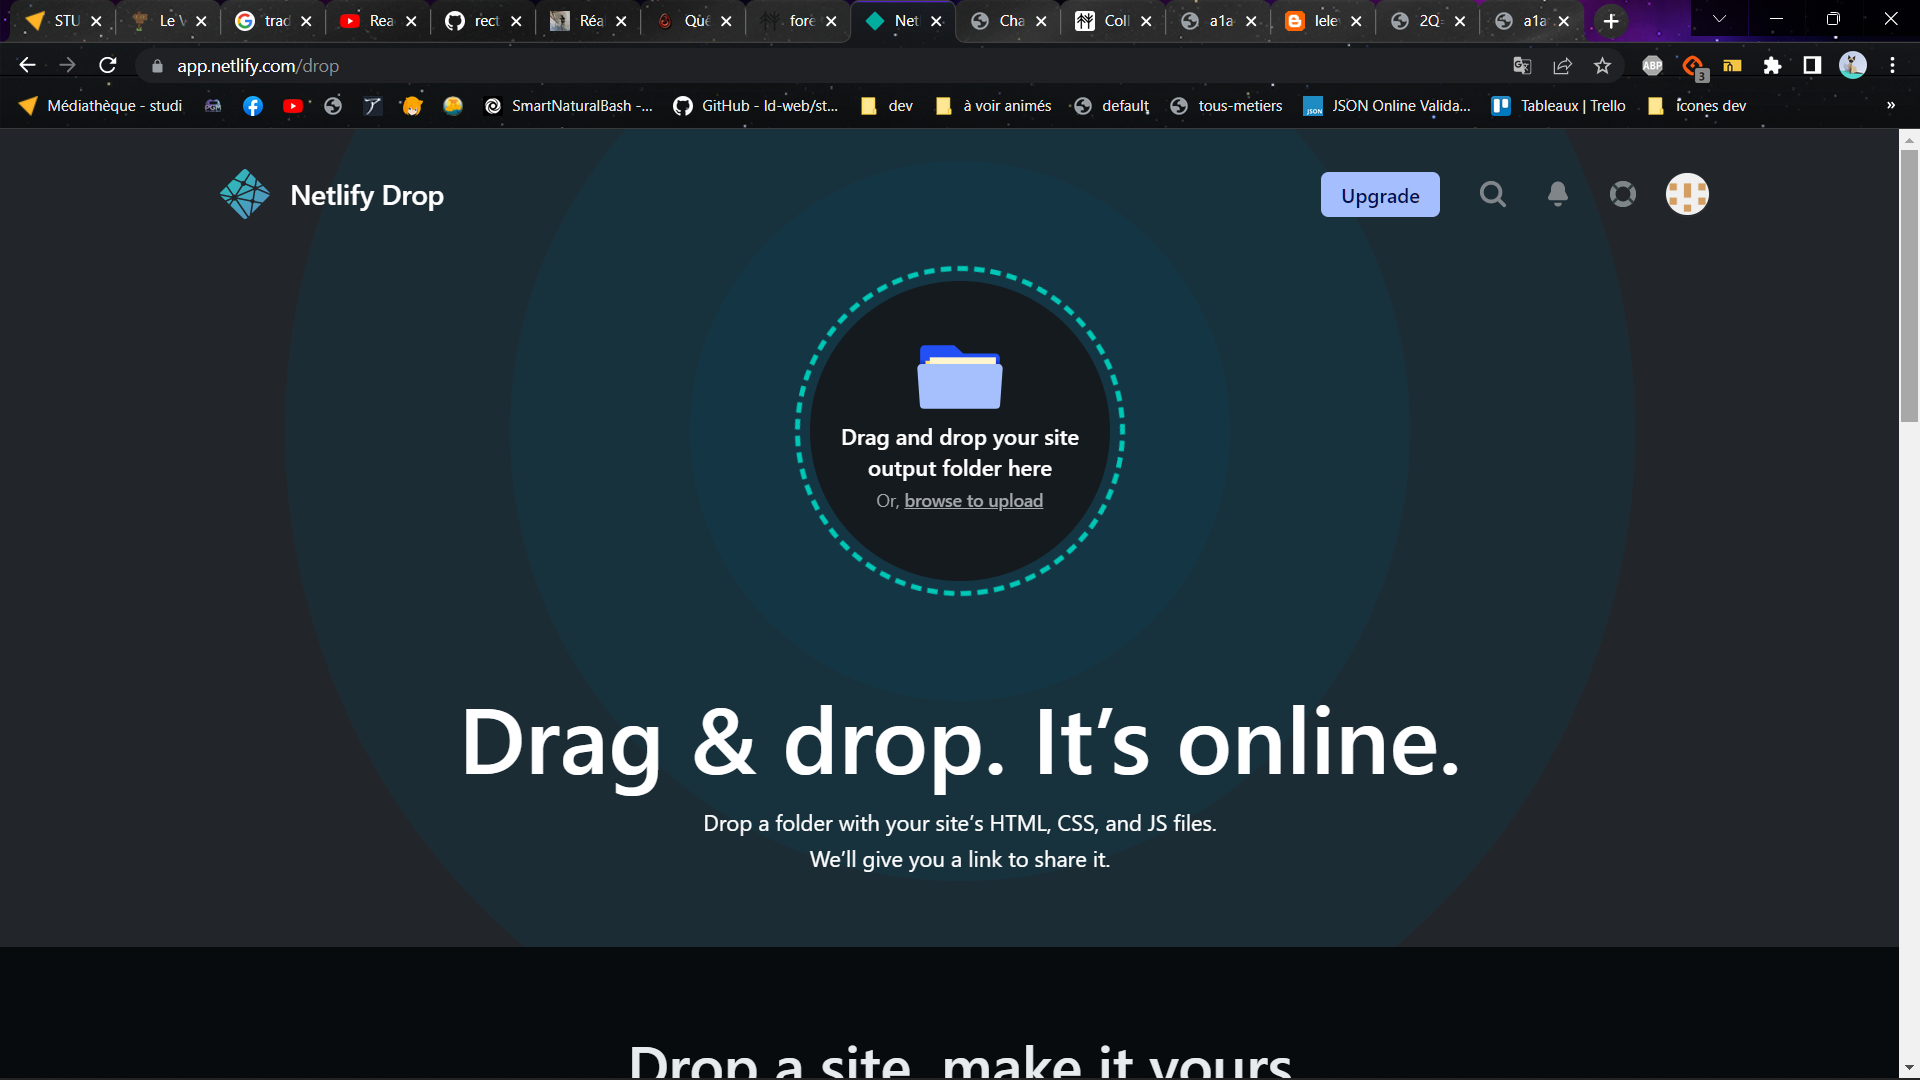 STU
Le V
trad
Rea
rect
Réa
Què
fore
Net
Cha
Coll
a1a
lele
2Q
a1a
app.netlify.com/drop
ABP
3
Médiathèque - studi
SmartNaturalBash -...
GitHub - ld-web/st...
dev
à voir animés
default
tous-metiers
JSON
JSON Online Valida...
Tableaux | Trello
icones dev
»
Netlify Drop
Upgrade
Drag and drop your site
output folder here
Or, browse to upload
Drag & drop. It’s online.
Drop a folder with your site’s HTML, CSS, and JS files.
We’ll give you a link to share it.
Drop a site, make it yours